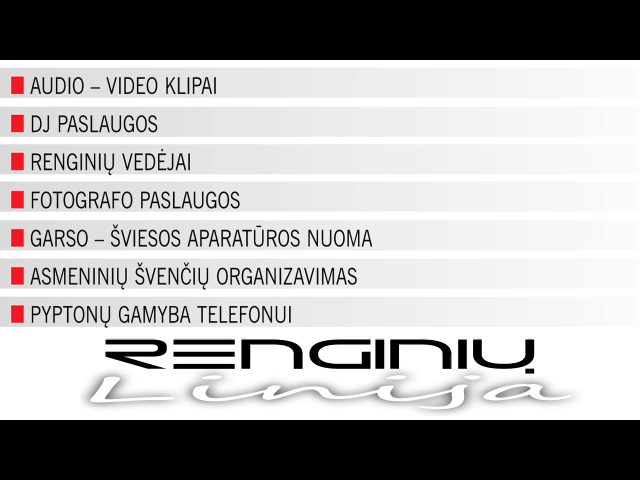 AUDIO – VIDEO KLIPAI
DJ PASLAUGOS
RENGINIŲ VEDĖJAI
FOTOGRAFO PASLAUGOS
GARSO – ŠVIESOS APARATŪROS NUOMA
ASMENINIŲ ŠVENČIŲ ORGANIZAVIMAS
PYPTONŲ GAMYBA TELEFONUI
RENGINIŲ
Linija